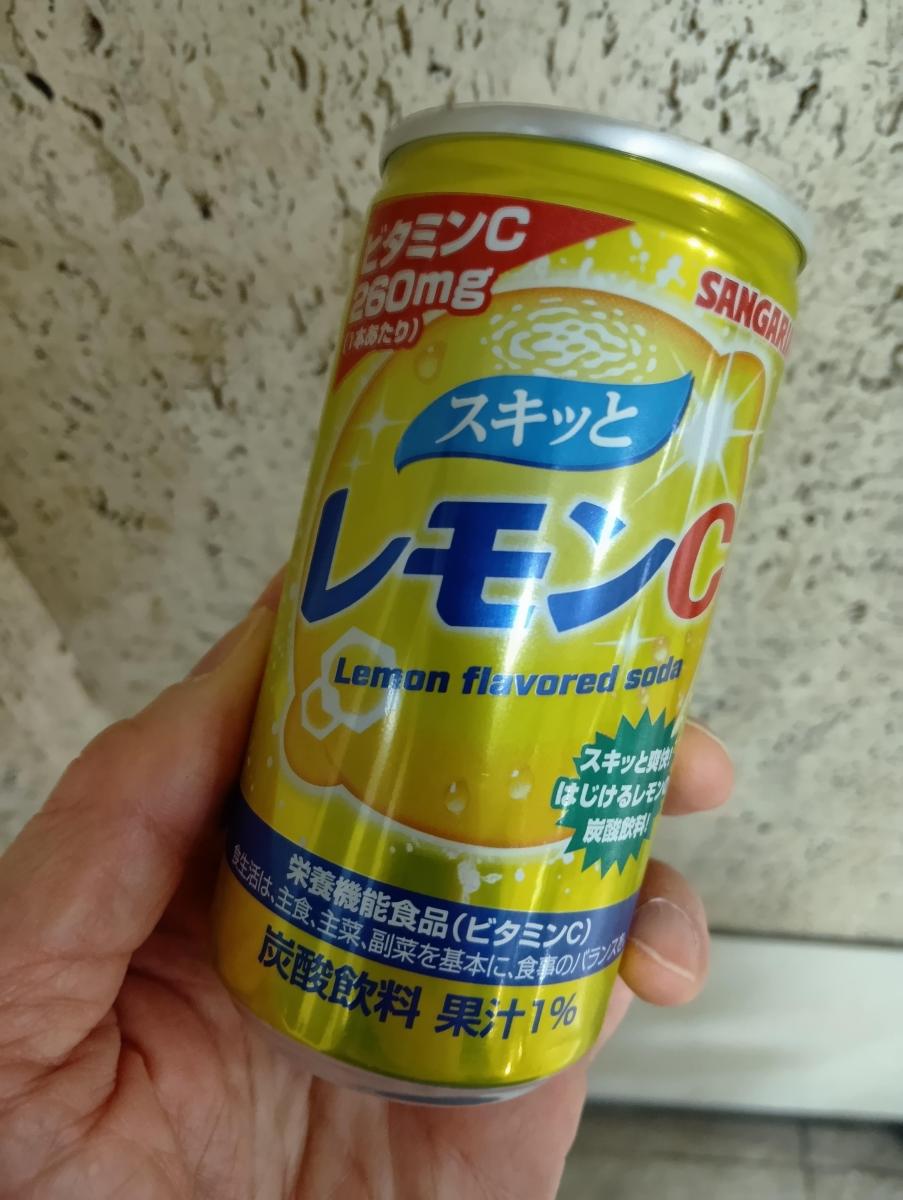 ビタミンC
260mg
(1本あたり)
SANGARI
スキッと
レモンC
Lemon flavored soda
スキッと爽快!
はじけるレモンの
炭酸飲料!
栄養機能食品(ビタミンC)
食生活は、主食、主菜、副菜を基本に、食事のバランスを
炭酸飲料 果汁1%